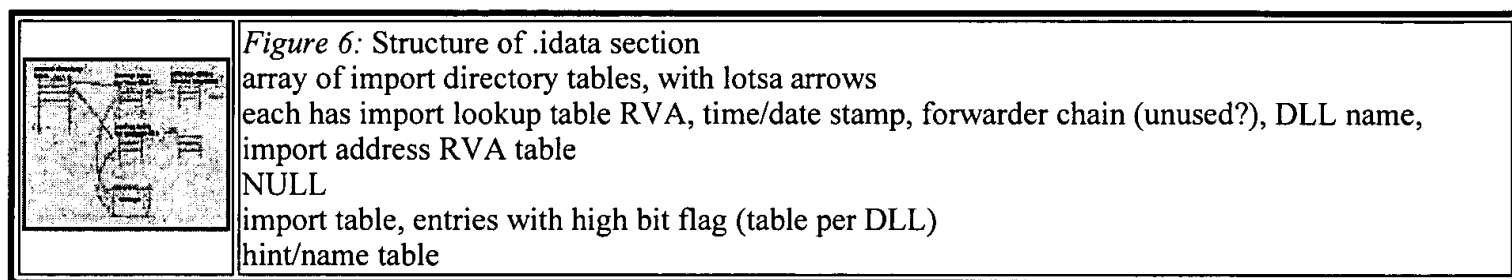 Figure 6: Structure of .idata section
array of import directory tables, with lotsa arrows
each has import lookup table RVA, time/date stamp, forwarder chain (unused?), DLL name,
import address RVA table
NULL
import table, entries with high bit flag (table per DLL)
hint/name table